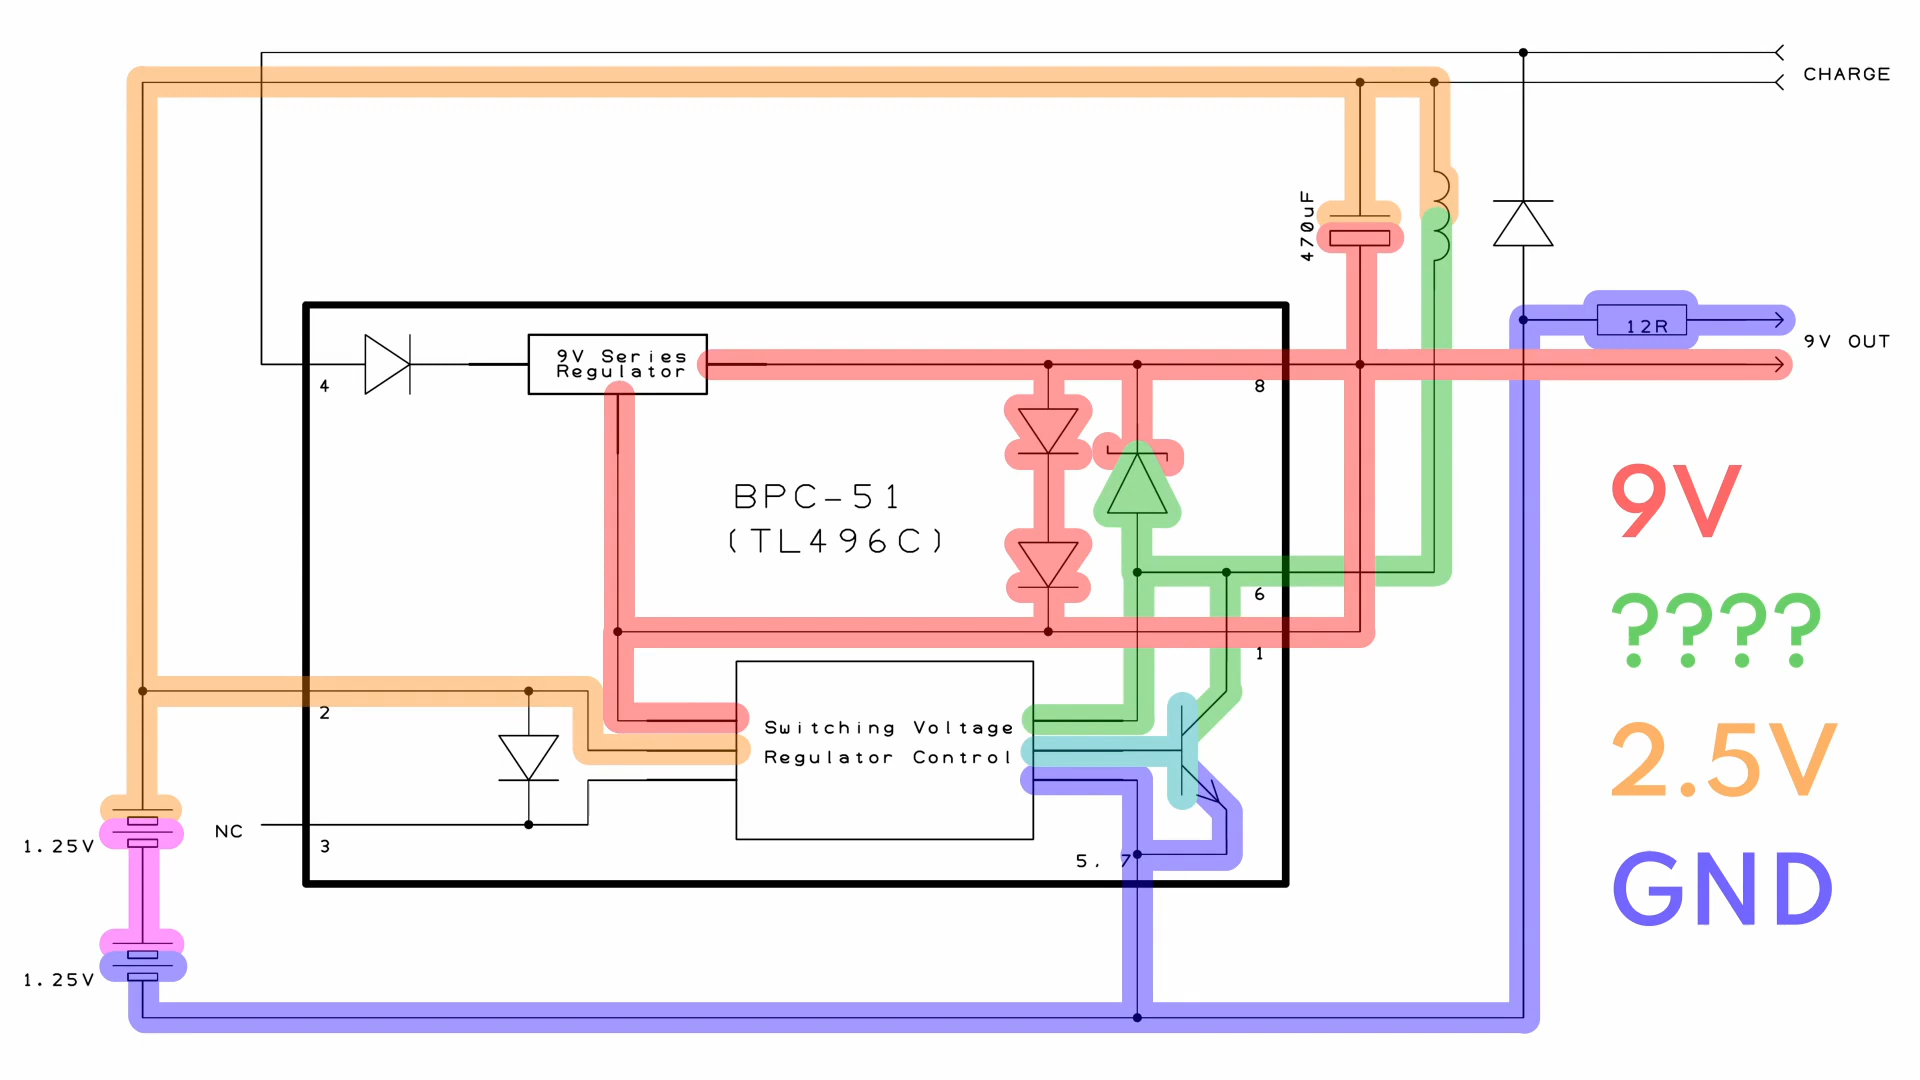 CHARGE
470uF
12R
9V OUT
9V Series
Regulator
4
8
BPC-51
(TL496C)
9V
6
????
1
2
Switching Voltage
Regulator Control
2.5V
NC
3
1.25V
5, 7
GND
1.25V